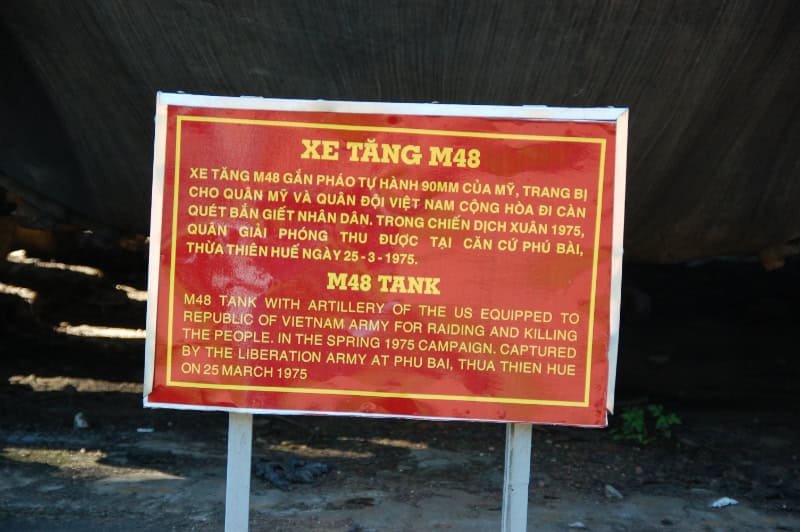 XE TĂNG M48
XE TĂNG M48 GẮN PHÁO TỰ HÀNH 90MM CỦA MỸ, TRANG BỊ
CHO QUÂN MỸ VÀ QUÂN ĐỘI VIỆT NAM CỘNG HÒA ĐI CÀN
QUÉT BẮN GIẾT NHÂN DÂN. TRONG CHIẾN DỊCH XUÂN 1975,
QUÂN GIẢI PHÓNG THU ĐƯỢC TẠI CĂN CỨ PHÚ BÀI,
THỪA THIÊN HUẾ NGÀY 25 - 3 - 1975.
M48 TANK
M48 TANK WITH ARTILLERY OF THE US EQUIPPED TO
REPUBLIC OF VIETNAM ARMY FOR RAIDING AND KILLING
THE PEOPLE. IN THE SPRING 1975 CAMPAIGN. CAPTURED
BY THE LIBERATION ARMY AT PHU BAI, THUA THIEN HUE
ON 25 MARCH 1975